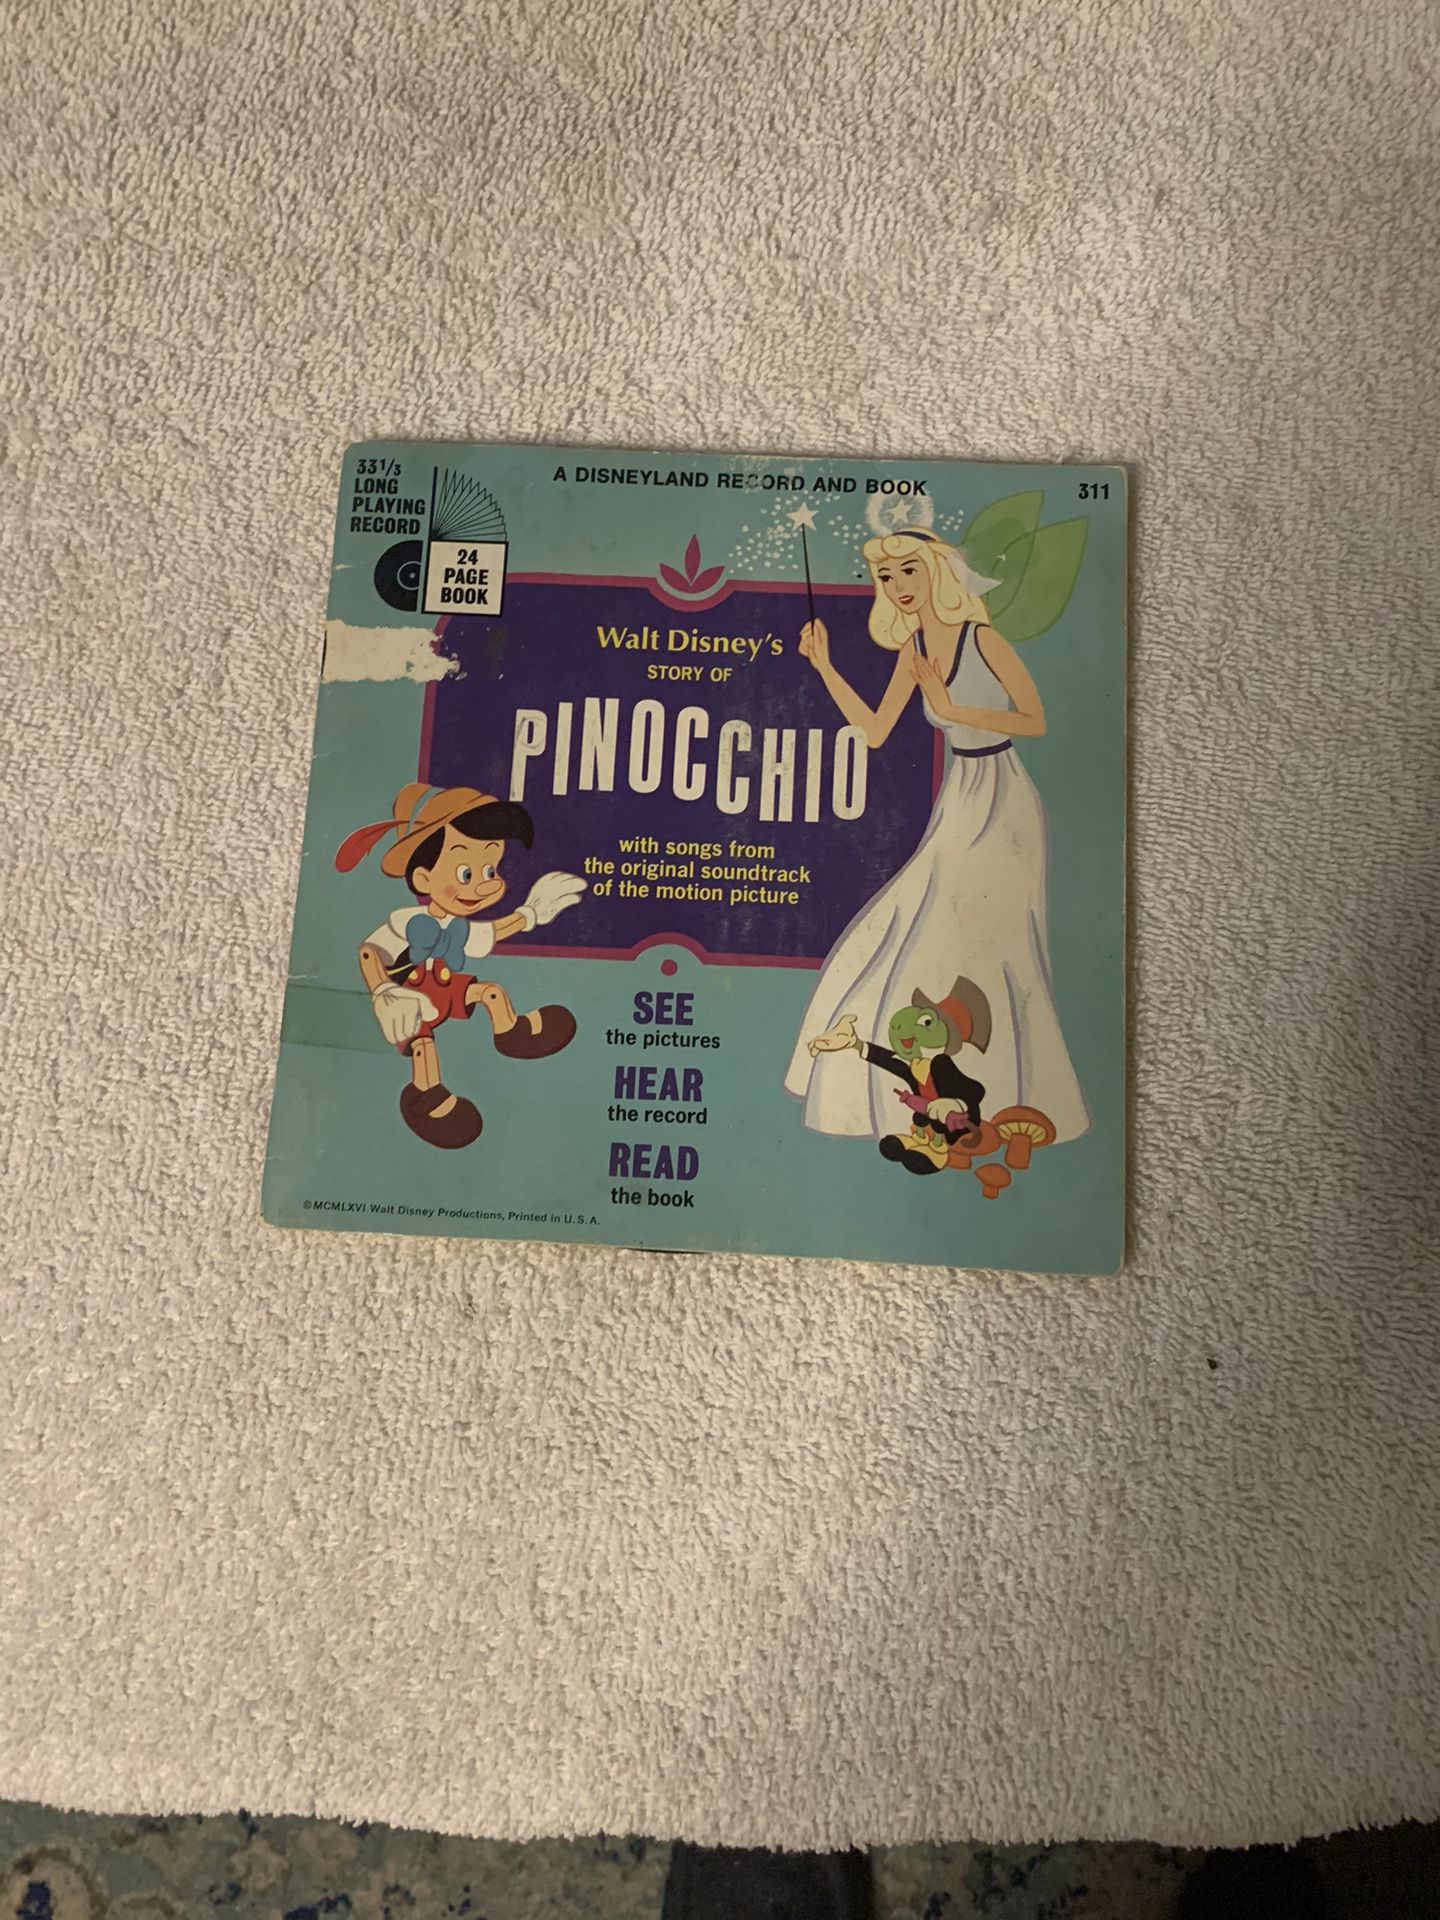 33 1/3
LONG
PLAYING
RECORD
24
PAGE
BOOK
A DISNEYLAND RECORD AND BOOK
311
Walt Disney's
STORY OF
PINOCCHIO
with songs from
the original soundtrack
of the motion picture
SEE
the pictures
HEAR
the record
READ
the book
©MCMLXVI Walt Disney Productions, Printed in U.S.A.